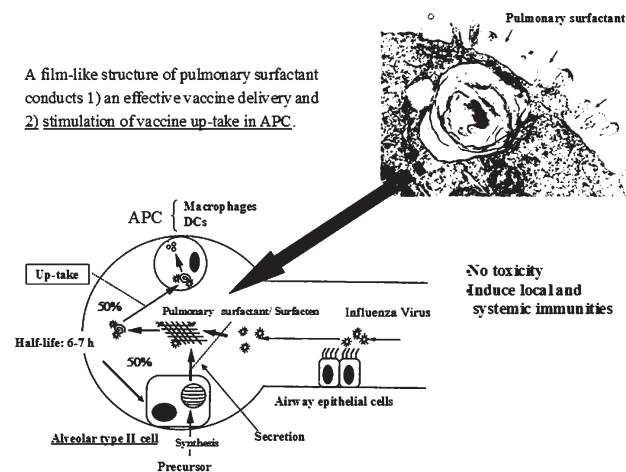 Pulmonary surfactant
A film-like structure of pulmonary surfactant
conducts 1) an effective vaccine delivery and
2) stimulation of vaccine up-take in APC.
APC
Macrophages
DCs
Up-take
·No toxicity
·Induce local and
systemic immunities
50%
Pulmonary surfactant/ Surfacten
Influenza Virus
Half-life: 6-7 h
50%
Airway epithelial cells
Alveolar type II cell
Synthesis
Secretion
Precursor